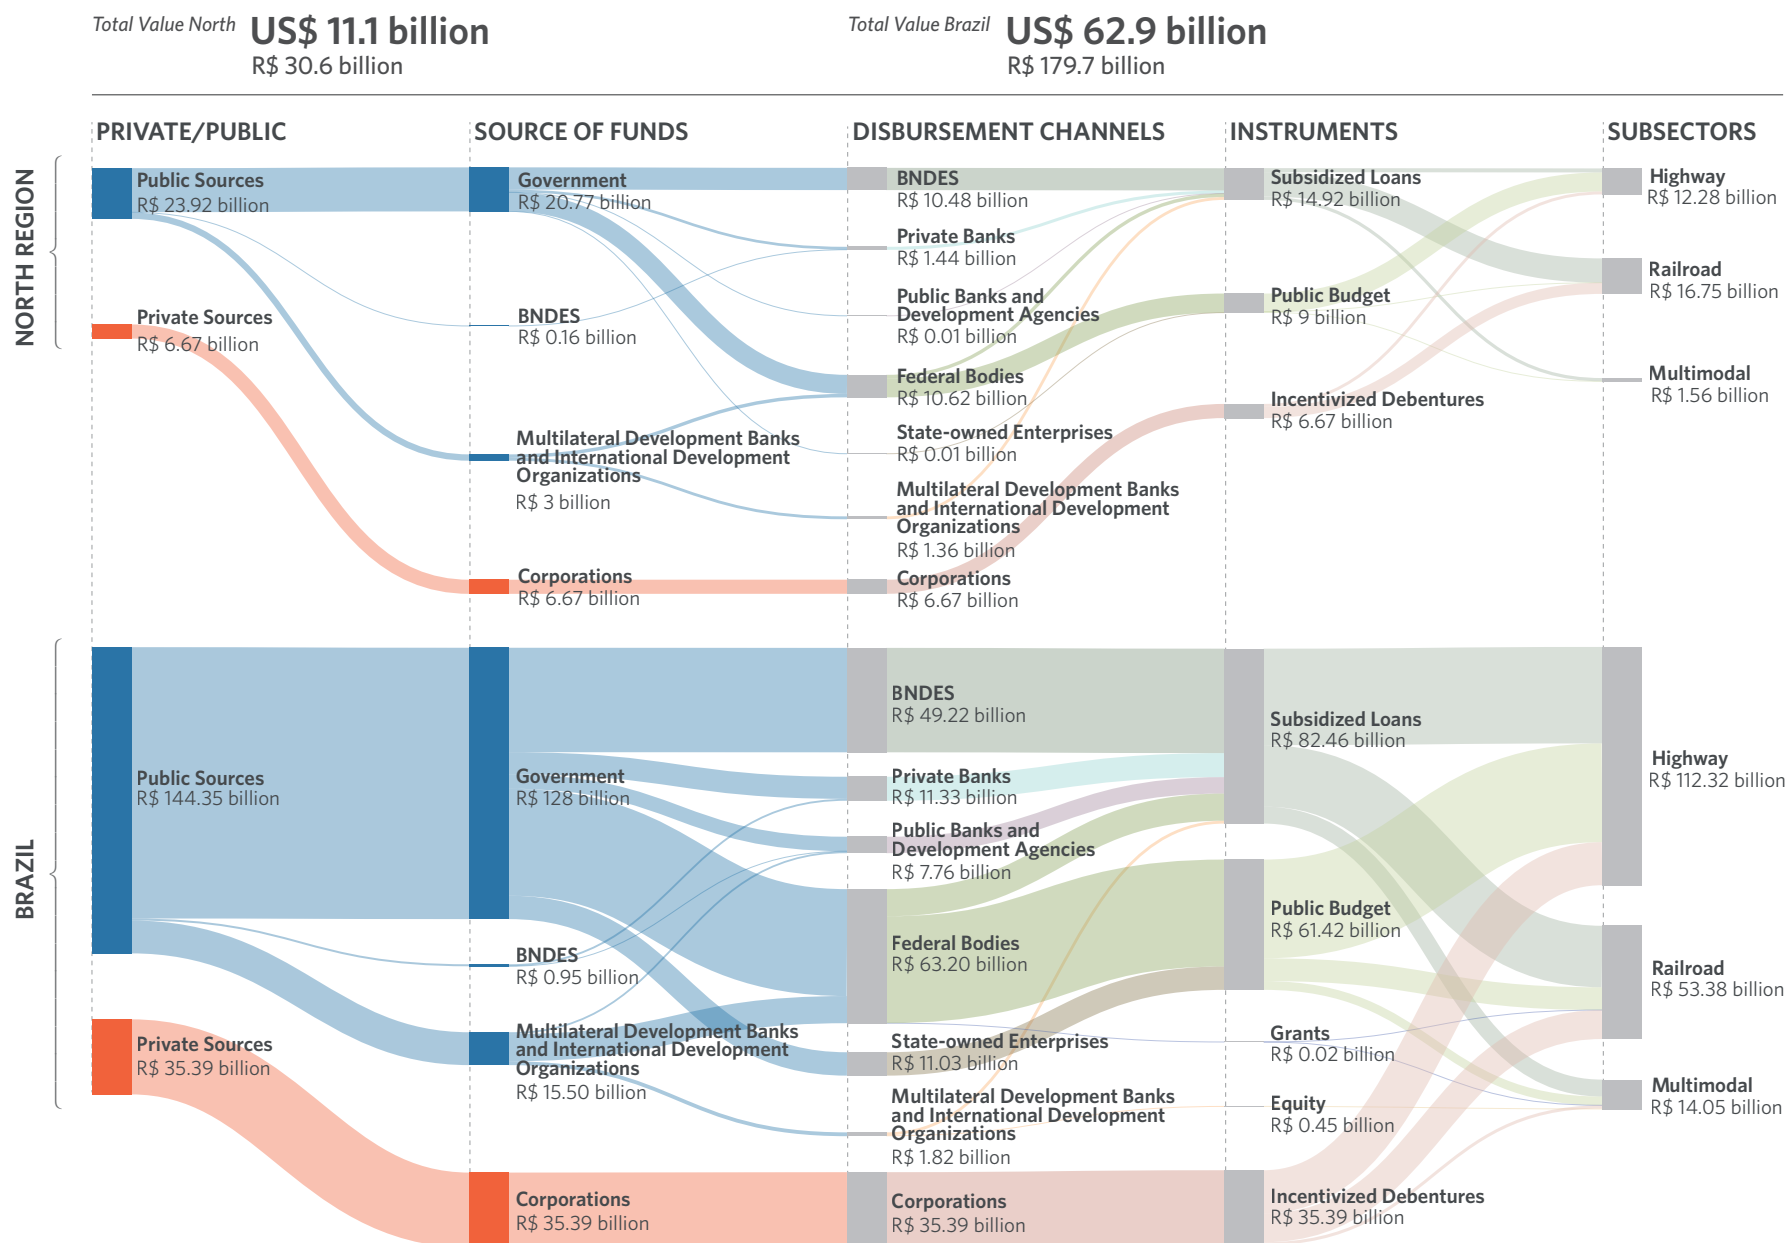 Total Value North US$ 11.1 billion
R$ 30.6 billion
Total Value Brazil US$ 62.9 billion
R$ 179.7 billion
PRIVATE/PUBLIC
SOURCE OF FUNDS
DISBURSEMENT CHANNELS
INSTRUMENTS
SUBSECTORS
NORTH REGION
Public Sources
R$ 23.92 billion
Private Sources
R$ 6.67 billion
Government
R$ 20.77 billion
BNDES
R$ 0.16 billion
Multilateral Development Banks
and International Development
Organizations
R$ 3 billion
Corporations
R$ 6.67 billion
BNDES
R$ 10.48 billion
Private Banks
R$ 1.44 billion
Public Banks and
Development Agencies
R$ 0.01 billion
Federal Bodies
R$ 10.62 billion
State-owned Enterprises
R$ 0.01 billion
Multilateral Development Banks
and International Development
Organizations
R$ 1.36 billion
Corporations
R$ 6.67 billion
Subsidized Loans
R$ 14.92 billion
Public Budget
R$ 9 billion
Incentivized Debentures
R$ 6.67 billion
Highway
R$ 12.28 billion
Railroad
R$ 16.75 billion
Multimodal
R$ 1.56 billion
BRAZIL
Public Sources
R$ 144.35 billion
Private Sources
R$ 35.39 billion
Government
R$ 128 billion
BNDES
R$ 0.95 billion
Multilateral Development Banks
and International Development
Organizations
R$ 15.50 billion
Corporations
R$ 35.39 billion
BNDES
R$ 49.22 billion
Private Banks
R$ 11.33 billion
Public Banks and
Development Agencies
R$ 7.76 billion
Federal Bodies
R$ 63.20 billion
State-owned Enterprises
R$ 11.03 billion
Multilateral Development Banks
and International Development
Organizations
R$ 1.82 billion
Corporations
R$ 35.39 billion
Subsidized Loans
R$ 82.46 billion
Public Budget
R$ 61.42 billion
Grants
R$ 0.02 billion
Equity
R$ 0.45 billion
Incentivized Debentures
R$ 35.39 billion
Highway
R$ 112.32 billion
Railroad
R$ 53.38 billion
Multimodal
R$ 14.05 billion